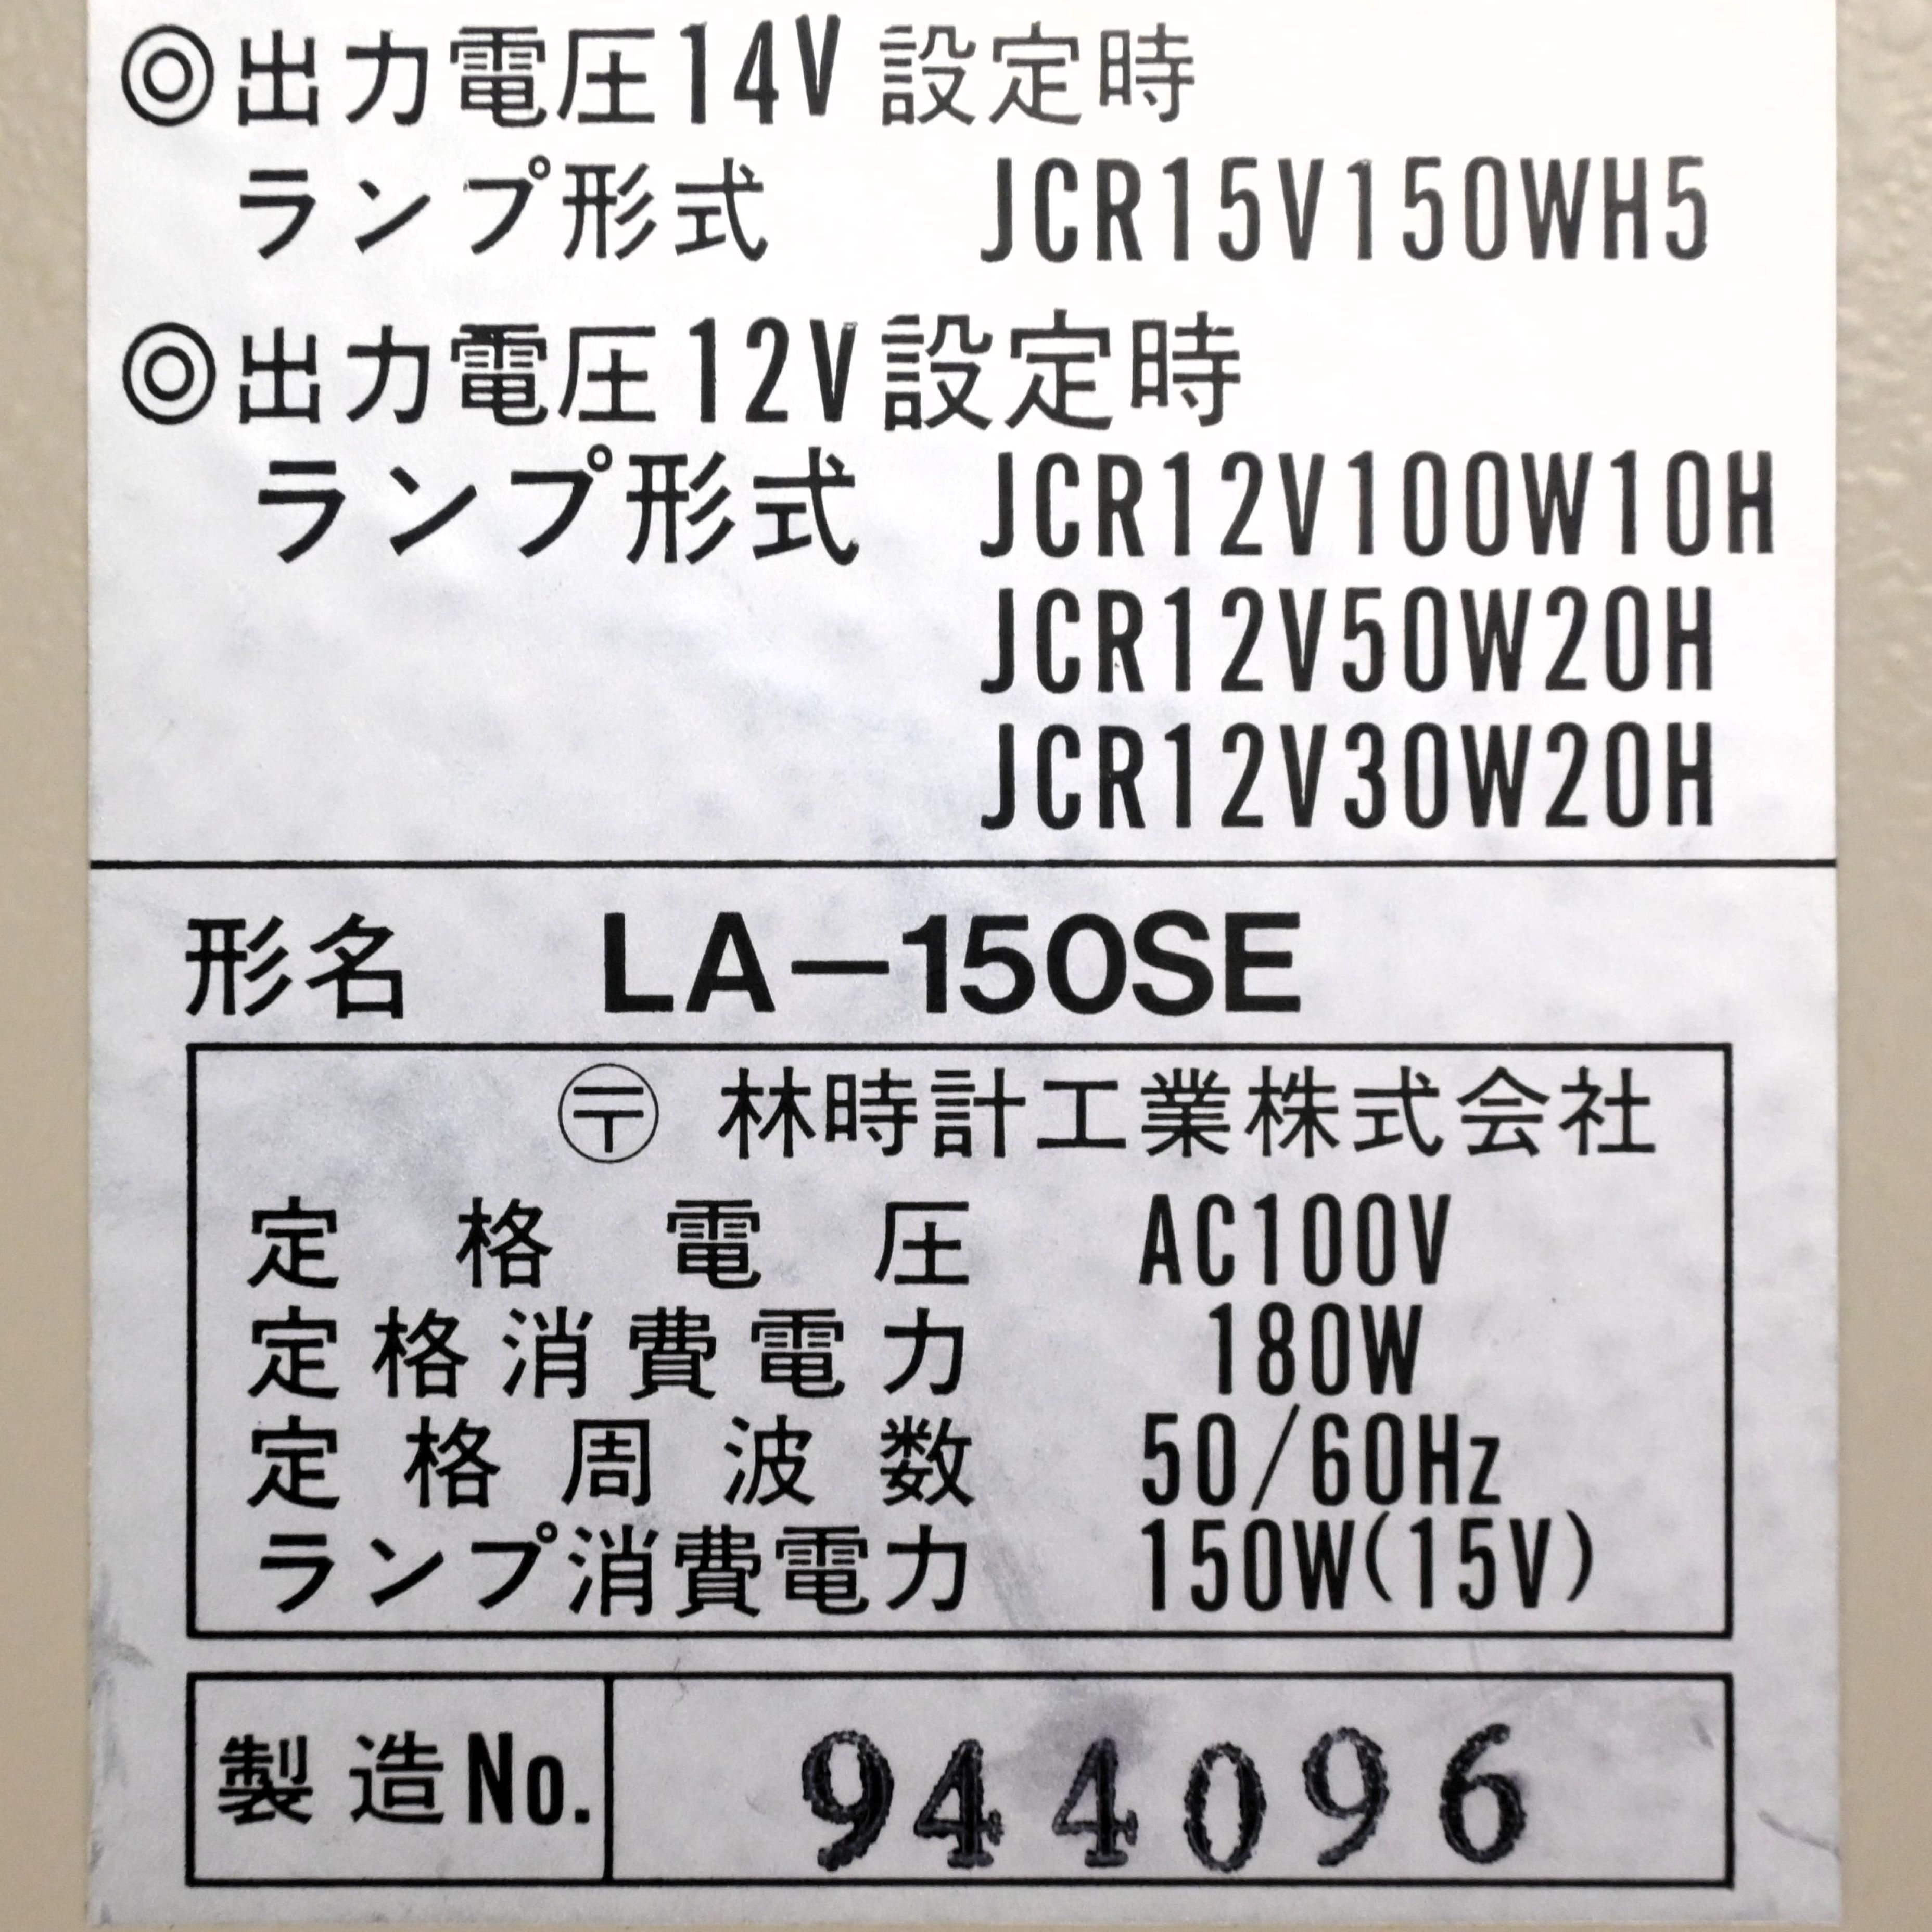 ◎出力電圧14V設定時
ランプ形式 JCR15V150WH5
◎出力電圧12V設定時
ランプ形式 JCR12V100W10H
JCR12V50W20H
JCR12V30W20H
形名 LA-150SE
〶 林時計工業株式会社
定格電圧 AC100V
定格消費電力 180W
定格周波数 50/60Hz
ランプ消費電力 150W(15V)
製造No. 944096